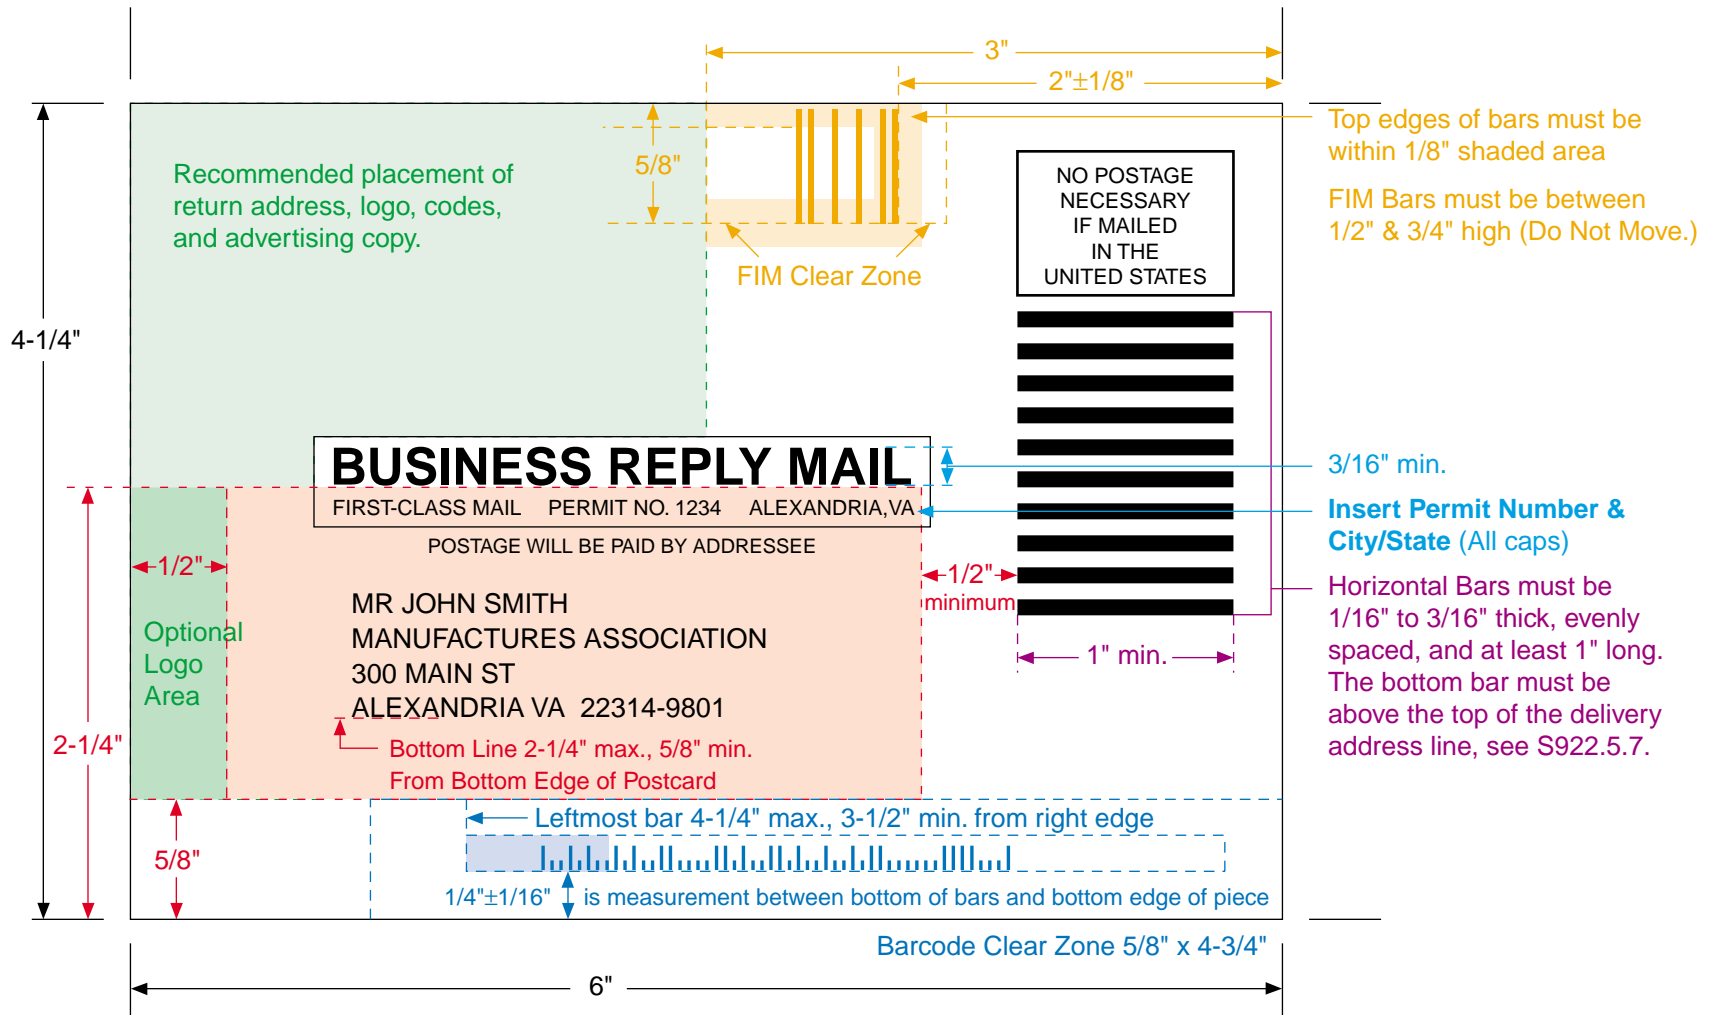 3"
2"±1/8"
Top edges of bars must be
within 1/8" shaded area
FIM Bars must be between
1/2" & 3/4" high (Do Not Move.)
5/8"
Recommended placement of
return address, logo, codes,
and advertising copy.
NO POSTAGE
NECESSARY
IF MAILED
IN THE
UNITED STATES
FIM Clear Zone
4-1/4"
BUSINESS REPLY MAIL
FIRST-CLASS MAIL PERMIT NO. 1234 ALEXANDRIA,VA
POSTAGE WILL BE PAID BY ADDRESSEE
3/16" min.
Insert Permit Number &
City/State (All caps)
1/2"
1/2"
minimum
Horizontal Bars must be
1/16" to 3/16" thick, evenly
spaced, and at least 1" long.
The bottom bar must be
above the top of the delivery
address line, see S922.5.7.
MR JOHN SMITH
MANUFACTURES ASSOCIATION
300 MAIN ST
ALEXANDRIA VA 22314-9801
Optional
Logo
Area
1" min.
2-1/4"
Bottom Line 2-1/4" max., 5/8" min.
From Bottom Edge of Postcard
Leftmost bar 4-1/4" max., 3-1/2" min. from right edge
5/8"
1/4"±1/16" is measurement between bottom of bars and bottom edge of piece
Barcode Clear Zone 5/8" x 4-3/4"
6"